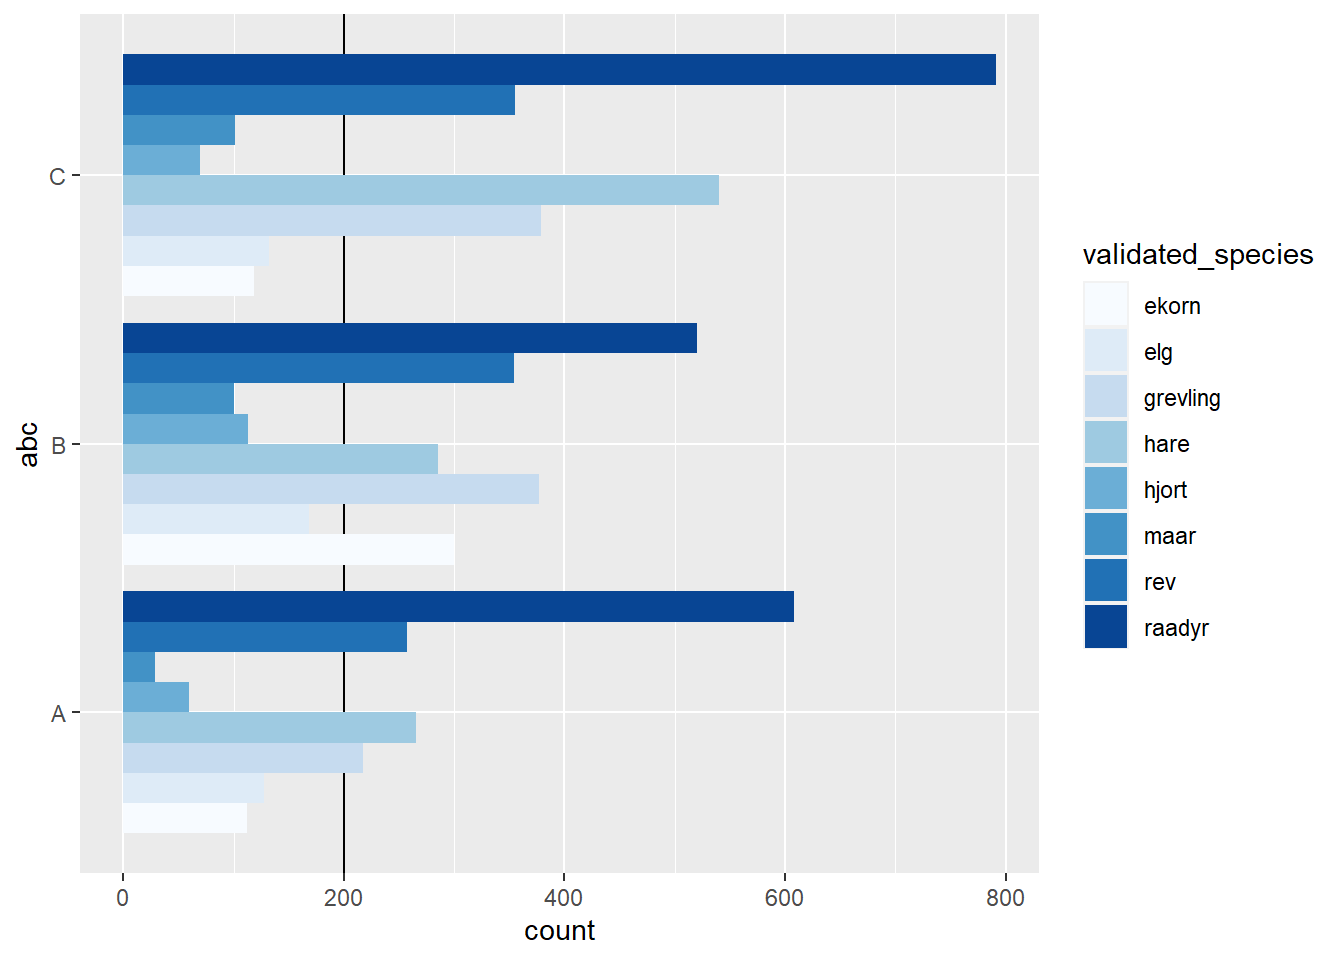 C
B
A
abc
0 200 400 600 800
count
validated_species
ekorn
elg
grevling
hare
hjort
maar
rev
raadyr